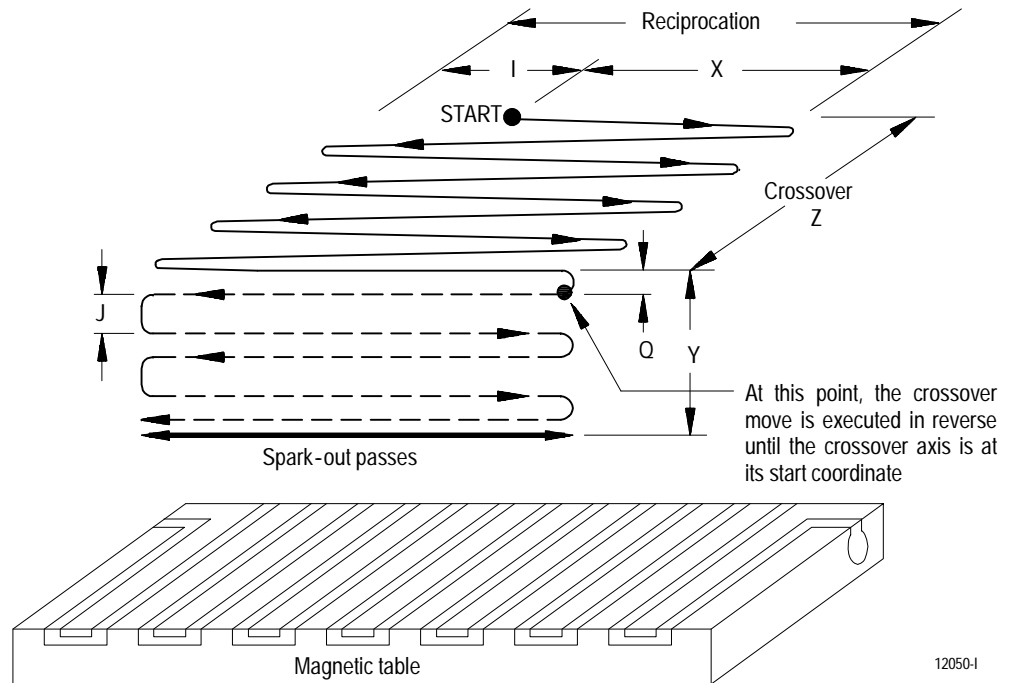 Reciprocation
I
X
START
Crossover
Z
J
Q
Y
At this point, the crossover
move is executed in reverse
until the crossover axis is at
its start coordinate
Spark-out passes
Magnetic table
12050-I